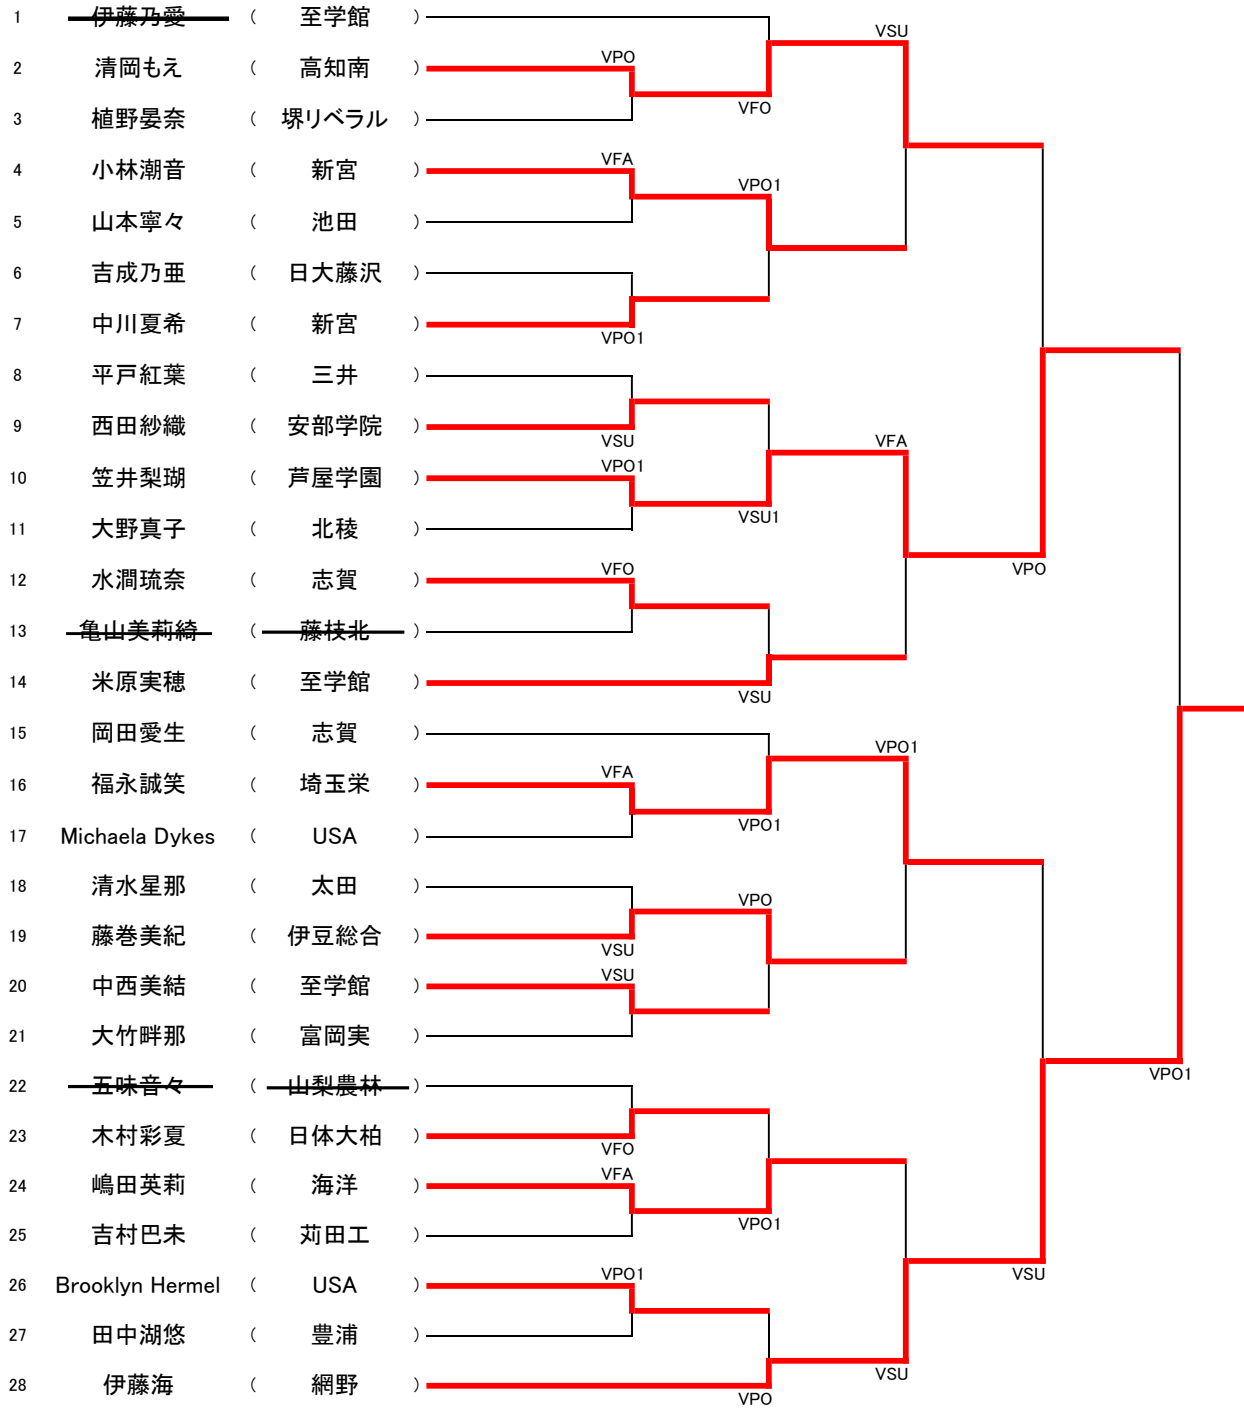 1 伊藤乃愛 ( 至学館 )
VSU
VPO
2 清岡もえ ( 高知南 )
VFO
3 植野晏奈 ( 堺リベラル )
VFA
4 小林潮音 ( 新宮 )
VPO1
5 山本寧々 ( 池田 )
6 吉成乃亜 ( 日大藤沢 )
7 中川夏希 ( 新宮 )
VPO1
8 平戸紅葉 ( 三井 )
9 西田紗織 ( 安部学院 )
VSU
VFA
VPO1
10 笠井梨瑚 ( 芦屋学園 )
VSU1
11 大野真子 ( 北稜 )
VFO
VPO
12 水澗琉奈 ( 志賀 )
13 亀山美莉綺 ( 藤枝北 )
14 米原実穂 ( 至学館 )
VSU
15 岡田愛生 ( 志賀 )
VPO1
VFA
16 福永誠笑 ( 埼玉栄 )
VPO1
17 Michaela Dykes ( USA )
18 清水星那 ( 太田 )
VPO
19 藤巻美紀 ( 伊豆総合 )
VSU
VSU
20 中西美結 ( 至学館 )
21 大竹畔那 ( 富岡実 )
VPO1
22 五味音々 ( 山梨農林 )
23 木村彩夏 ( 日体大柏 )
VFO
VFA
24 嶋田英莉 ( 海洋 )
VPO1
25 吉村巴未 ( 苅田工 )
VPO1
VSU
26 Brooklyn Hermel ( USA )
27 田中湖悠 ( 豊浦 )
VSU
28 伊藤海 ( 網野 )
VPO